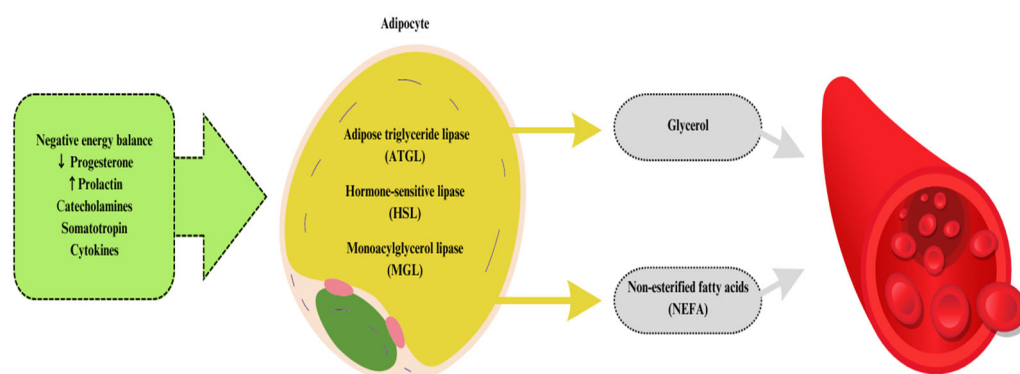 Adipocyte
Negative energy balance
↓ Progesterone
↑ Prolactin
Catecholamines
Somatotropin
Cytokines
Adipose triglyceride lipase
(ATGL)
Hormone-sensitive lipase
(HSL)
Monoacylglycerol lipase
(MGL)
Glycerol
Non-esterified fatty acids
(NEFA)